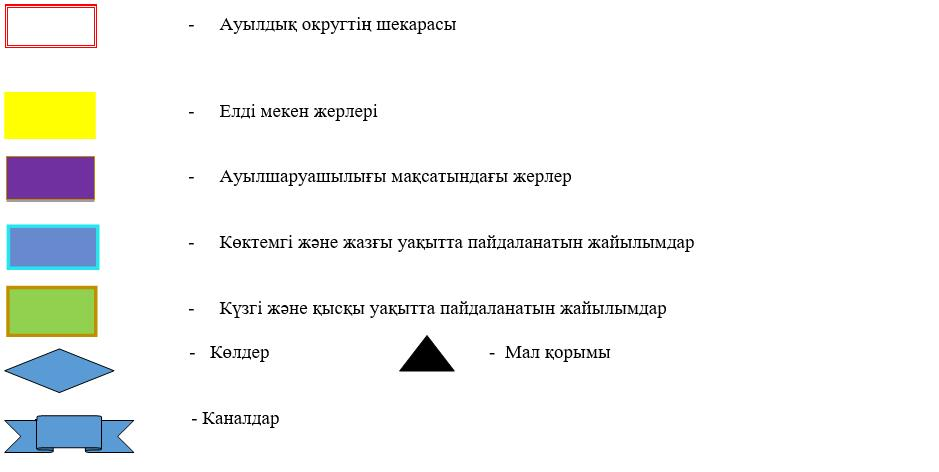 - Ауылдық округтің шекарасы
- Елді мекен жерлері
- Ауылшаруашылығы мақсатындағы жерлер
- Көктемгі және жазғы уақытта пайдаланатын жайылымдар
- Күзгі және қысқы уақытта пайдаланатын жайылымдар
- Көлдер - Мал қорымы
- Каналдар